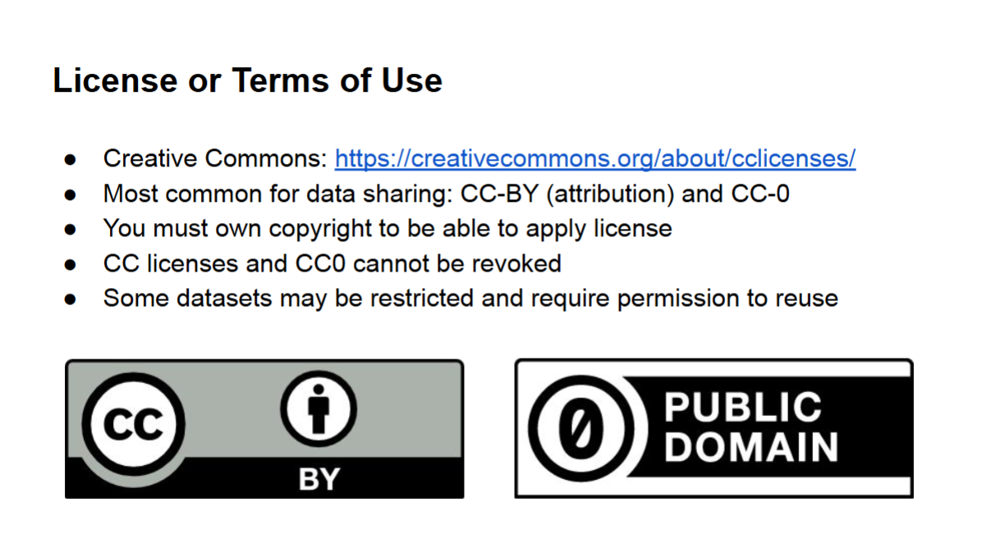 License or Terms of Use
● Creative Commons: https://creativecommons.org/about/cclicenses/
● Most common for data sharing: CC-BY (attribution) and CC-0
● You must own copyright to be able to apply license
● CC licenses and CC0 cannot be revoked
● Some datasets may be restricted and require permission to reuse
CC
BY
0
PUBLIC
DOMAIN